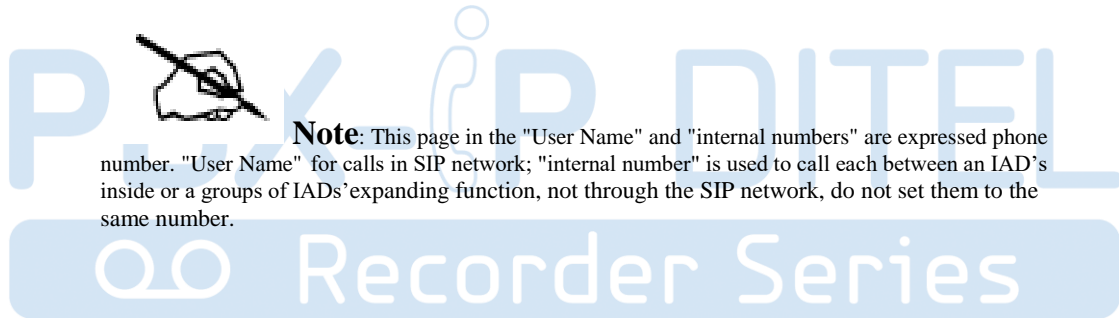 PBX-iP DITEL
Note: This page in the "User Name" and "internal numbers" are expressed phone
number. "User Name" for calls in SIP network; "internal number" is used to call each between an IAD's
inside or a groups of IADs'expanding function, not through the SIP network, do not set them to the
same number.
Recorder Series